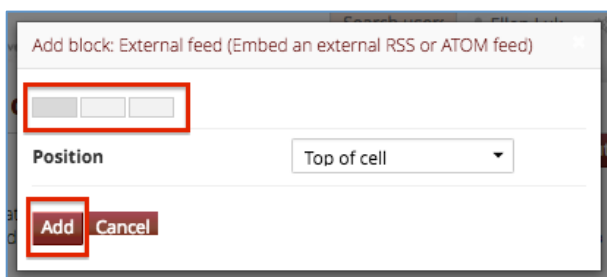 Add block: External feed (Embed an external RSS or ATOM feed)
Position
Top of cell
Add Cancel